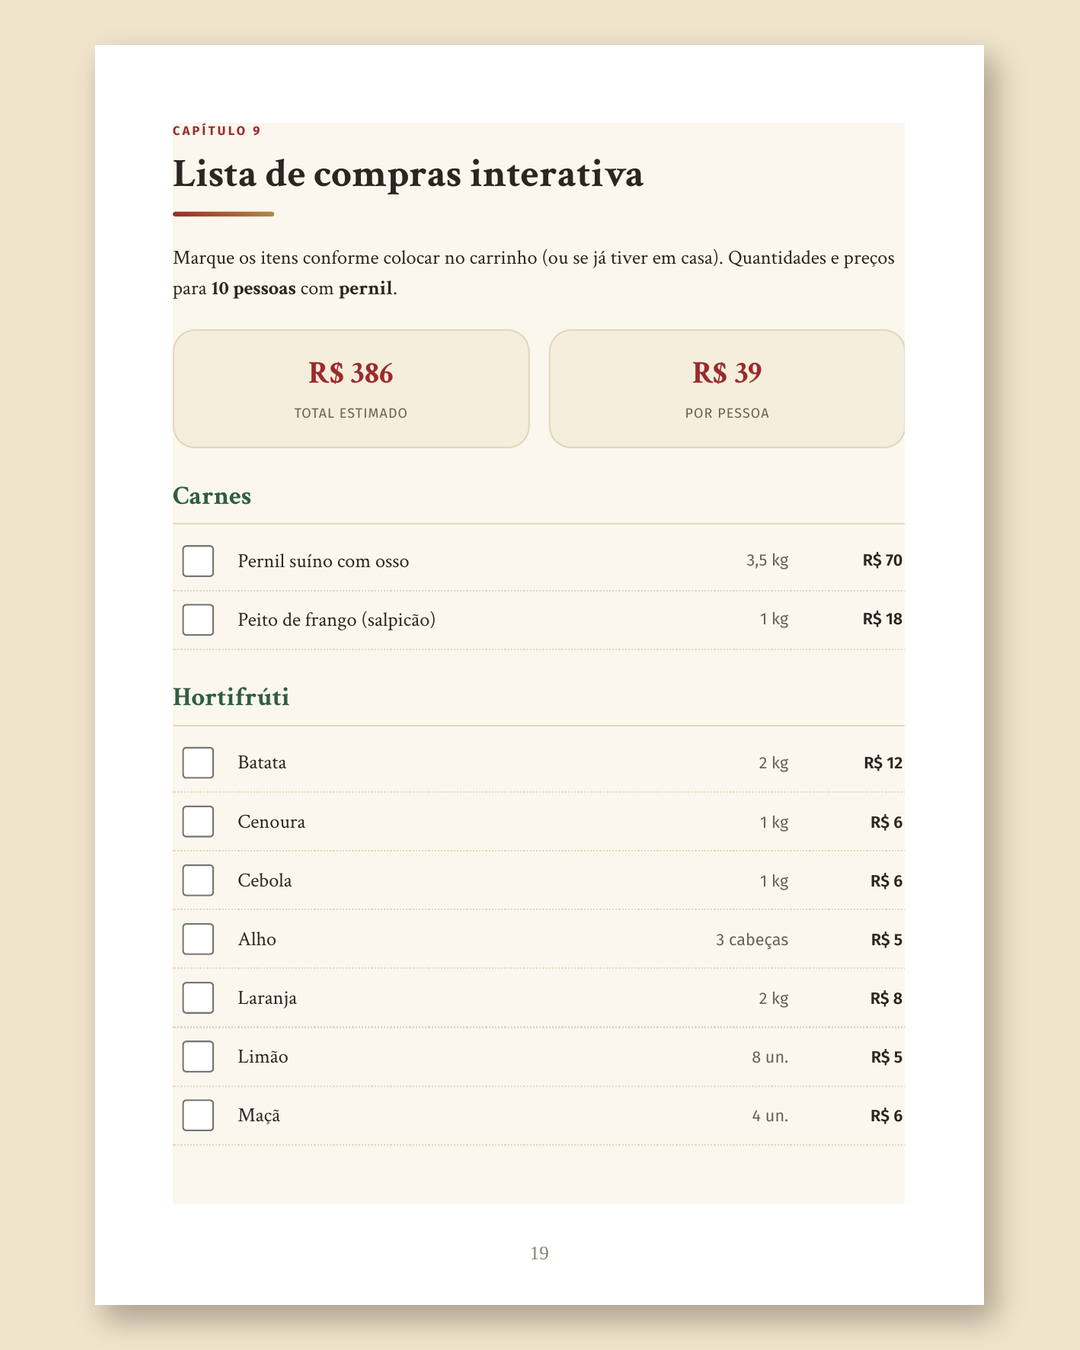 CAPÍTULO 9
Lista de compras interativa
Marque os itens conforme colocar no carrinho (ou se já tiver em casa). Quantidades e preços
para 10 pessoas com pernil.
R$ 386
TOTAL ESTIMADO
R$ 39
POR PESSOA
Carnes
Pernil suíno com osso 3,5 kg R$ 70
Peito de frango (salpicão) 1 kg R$ 18
Hortifrúti
Batata 2 kg R$ 12
Cenoura 1 kg R$ 6
Cebola 1 kg R$ 6
Alho 3 cabeças R$ 5
Laranja 2 kg R$ 8
Limão 8 un. R$ 5
Maçã 4 un. R$ 6
19